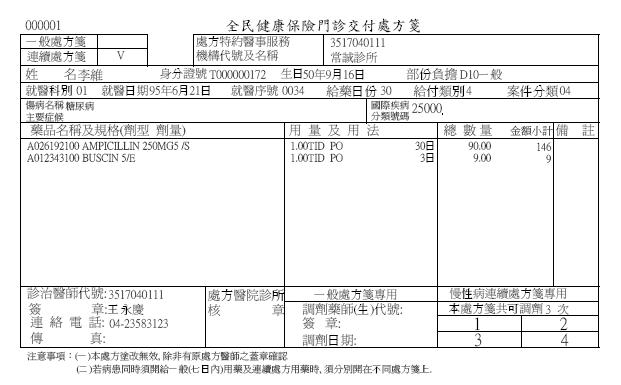 000001 全民健康保險門診交付處方箋
一般處方箋 處方特約醫事服務 3517040111
連續處方箋 V 機構代號及名稱 常誠診所
姓 名李維 身分證號T000000172 生日50年9月16日 部份負擔D10一般
就醫科別 01 就醫日期95年6月21日 就醫序號 0034 給藥日份 30 給付類別4 案件分類04
傷病名稱 糖尿病 國際疾病 25000,
主要症候 分類號碼
藥品名稱及規格(劑型 劑量) 用 量 及 用 法 總 數 量 金額小計 備 註
A026192100 AMPICILLIN 250MG5 /S 1.00TID PO 30日 90.00 146
A012343100 BUSCIN 5/E 1.00TID PO 3日 9.00 9
診治醫師代號:3517040111 處方醫院診所 一般處方箋專用 慢性病連續處方箋專用
簽 章:王永慶 核 章 調劑藥師(生)代號: 本處方箋共可調劑 3 次
連 絡 電 話: 04-23583123 簽 章: 1 2
傳 真: 調劑日期: 3 4
注意事項：(一)本處方塗改無效, 除非有原處方醫師之蓋章確認
(二)若病患同時須開給一般(七日內)用藥及連續處方用藥時, 須分別開在不同處方箋上.